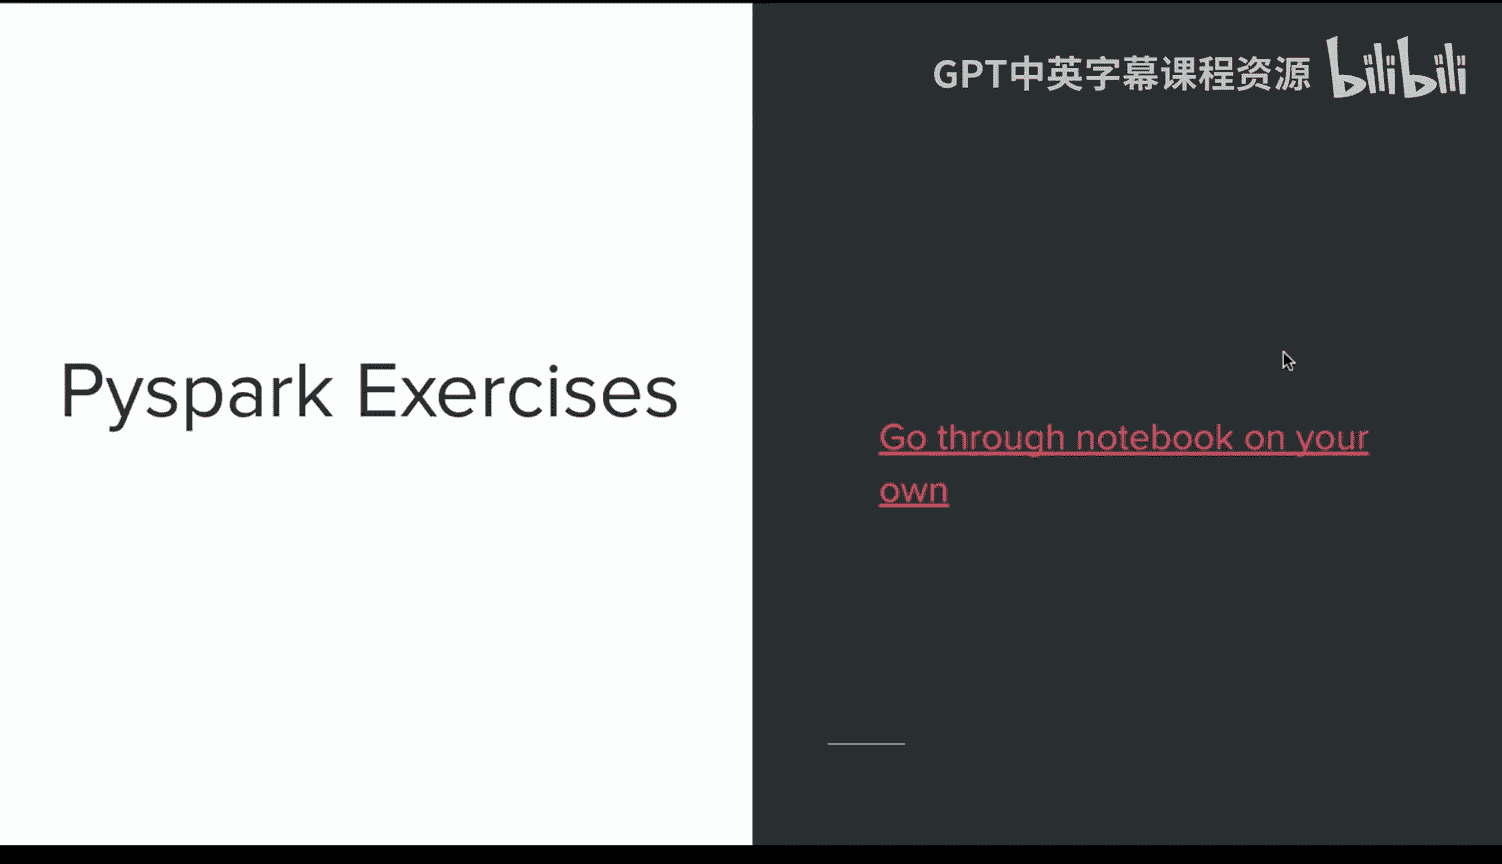 GPT中英字幕课程资源 bilibili
Pyspark Exercises
Go through notebook on your
own